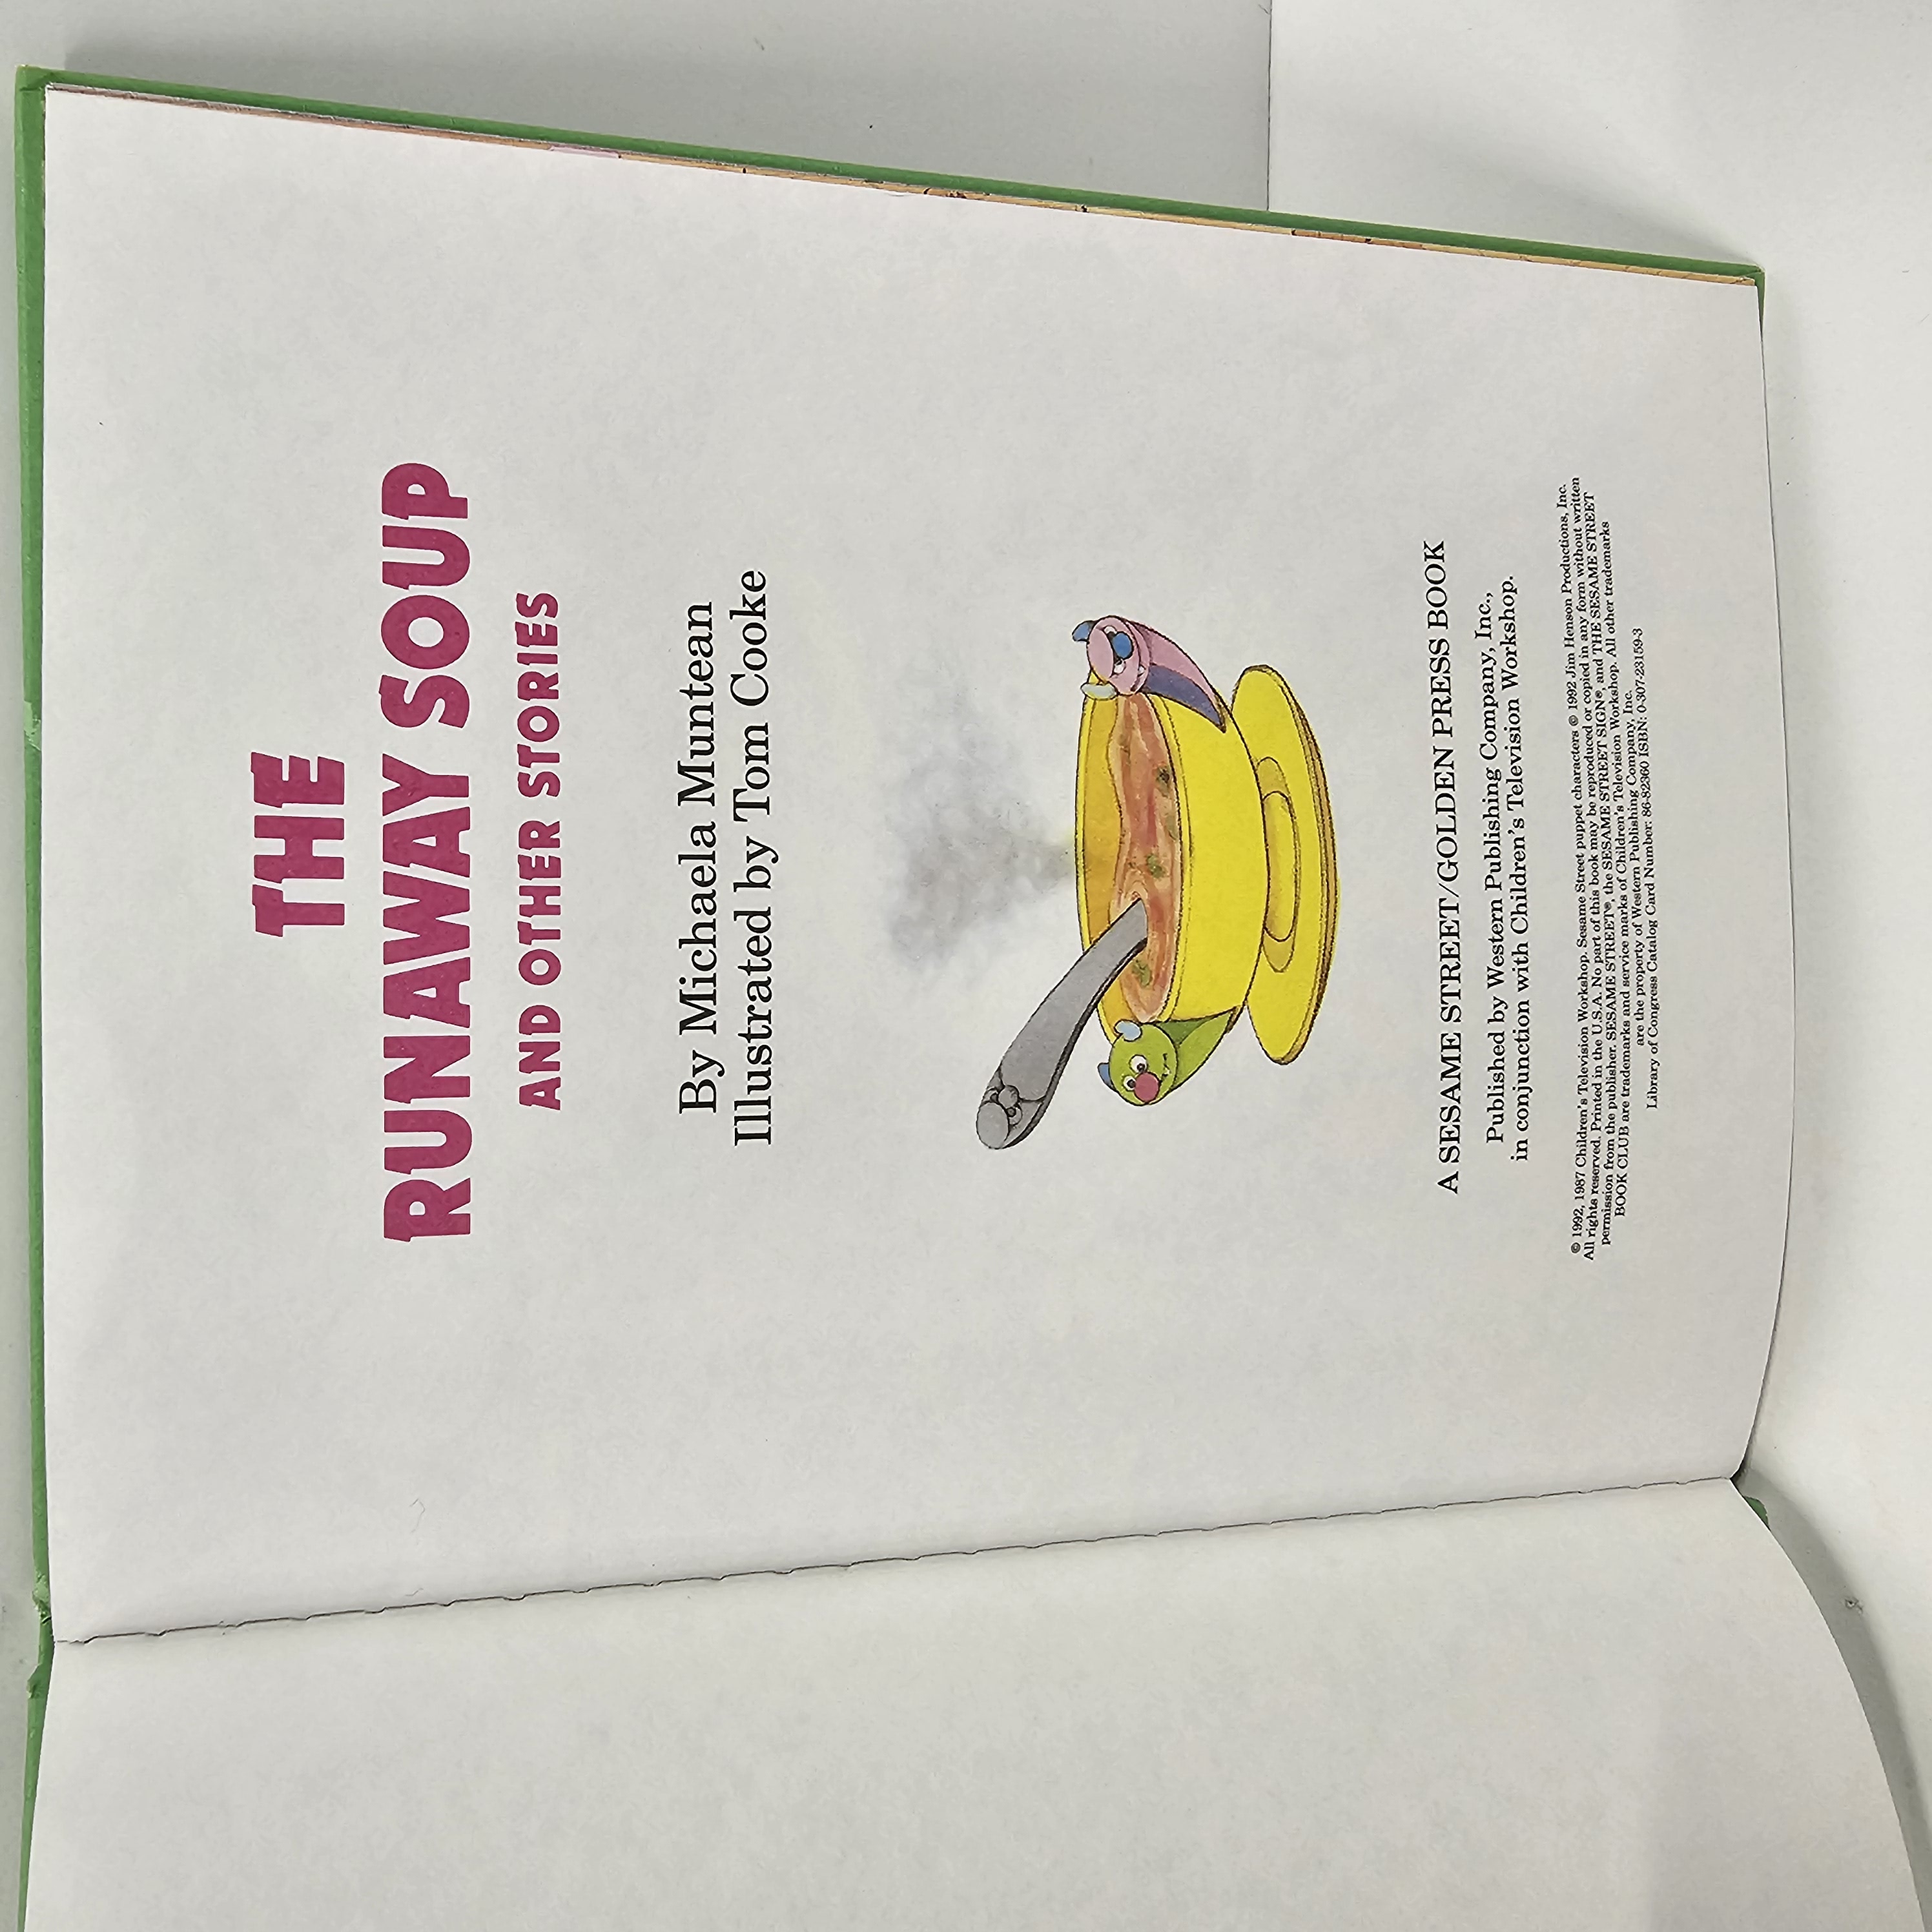 THE
RUNAWAY SOUP
AND OTHER STORIES
By Michaela Muntean
Illustrated by Tom Cooke
A SESAME STREET/GOLDEN PRESS BOOK
Published by Western Publishing Company, Inc.,
in conjunction with Children's Television Workshop.
© 1992, 1987 Children's Television Workshop. Sesame Street puppet characters © 1992 Jim Henson Productions, Inc.
All rights reserved. Printed in the U.S.A. No part of this book may be reproduced or copied in any form without written
permission from the publisher. SESAME STREET®, the SESAME STREET SIGN®, and THE SESAME STREET
BOOK CLUB are trademarks and service marks of Children's Television Workshop. All other trademarks
are the property of Western Publishing Company, Inc.
Library of Congress Catalog Card Number: 86-82360 ISBN: 0-307-23159-3